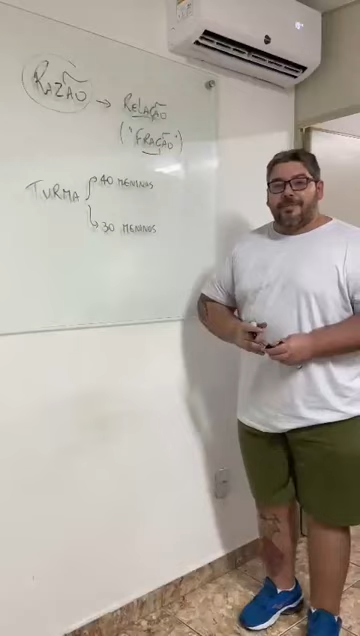 RAZÃO → RELAÇÃO
("FRAÇÃO")
40 MENINOS
TURMA
30 MENINAS